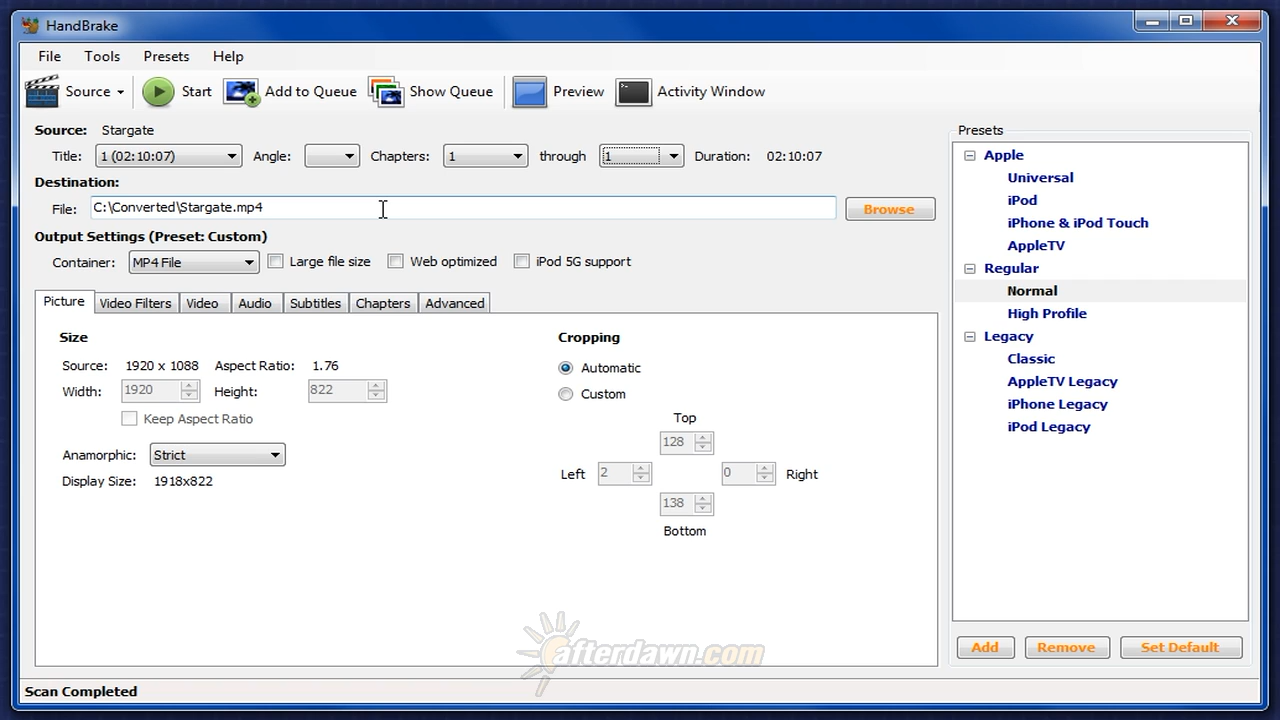 HandBrake
File Tools Presets Help
Source Start Add to Queue Show Queue Preview Activity Window
Source: Stargate
Title: 1 (02:10:07) Angle: Chapters: 1 through 1 Duration: 02:10:07
Destination:
File: C:\Converted\Stargate.mp4 Browse
Output Settings (Preset: Custom)
Container: MP4 File Large file size Web optimized iPod 5G support
Picture Video Filters Video Audio Subtitles Chapters Advanced
Size
Source: 1920 x 1088 Aspect Ratio: 1.76
Width: 1920 Height: 822
Keep Aspect Ratio
Anamorphic: Strict
Display Size: 1918x822
Cropping
Automatic
Custom
Top
128
Left 2 0 Right
138
Bottom
Presets
Apple
Universal
iPod
iPhone & iPod Touch
AppleTV
Regular
Normal
High Profile
Legacy
Classic
AppleTV Legacy
iPhone Legacy
iPod Legacy
Add Remove Set Default
afterdawn.com
Scan Completed